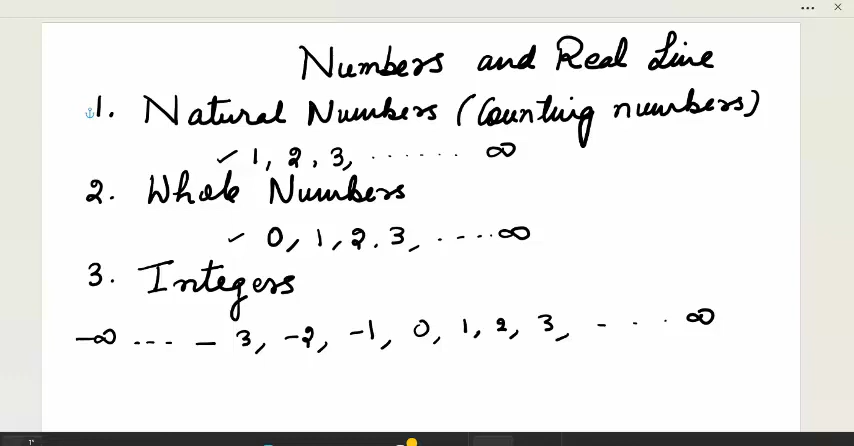 Numbers and Real Line
1. Natural Numbers (Counting numbers)
✓ 1, 2, 3, ....... ∞
2. Whole Numbers
✓ 0, 1, 2, 3, ..... ∞
3. Integers
-∞ .... - 3, -2, -1, 0, 1, 2, 3, - . . . ∞